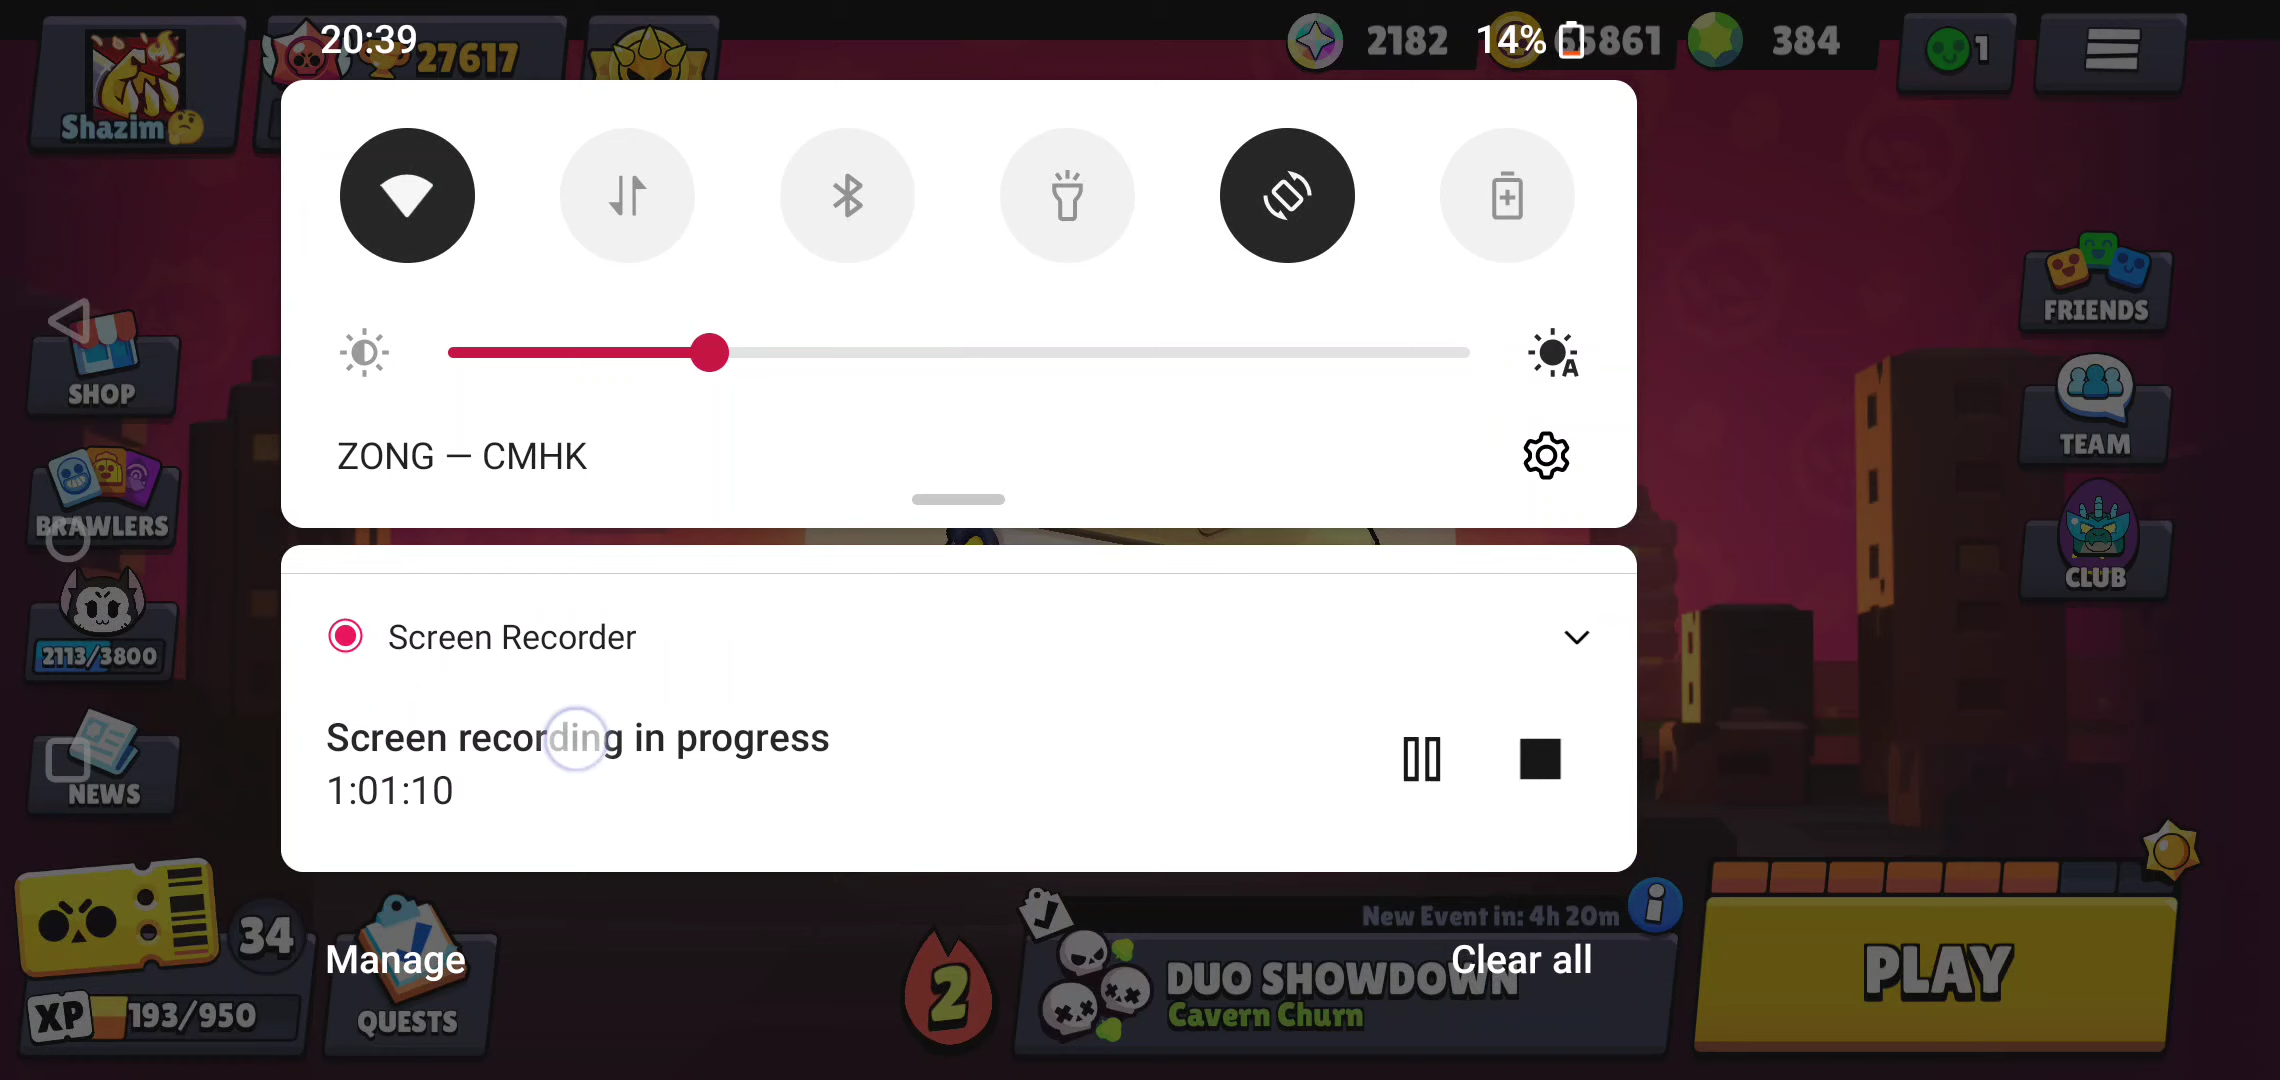 20:39
27617
2182
14%
65861
384
1
Shazim
A
ZONG — CMHK
SHOP
BRAWLERS
2113/3800
NEWS
FRIENDS
TEAM
CLUB
Screen Recorder
Screen recording in progress
1:01:10
34
Manage
XP
193/950
QUESTS
2
New Event in: 4h 20m
Clear all
DUO SHOWDOWN
Cavern Churn
PLAY